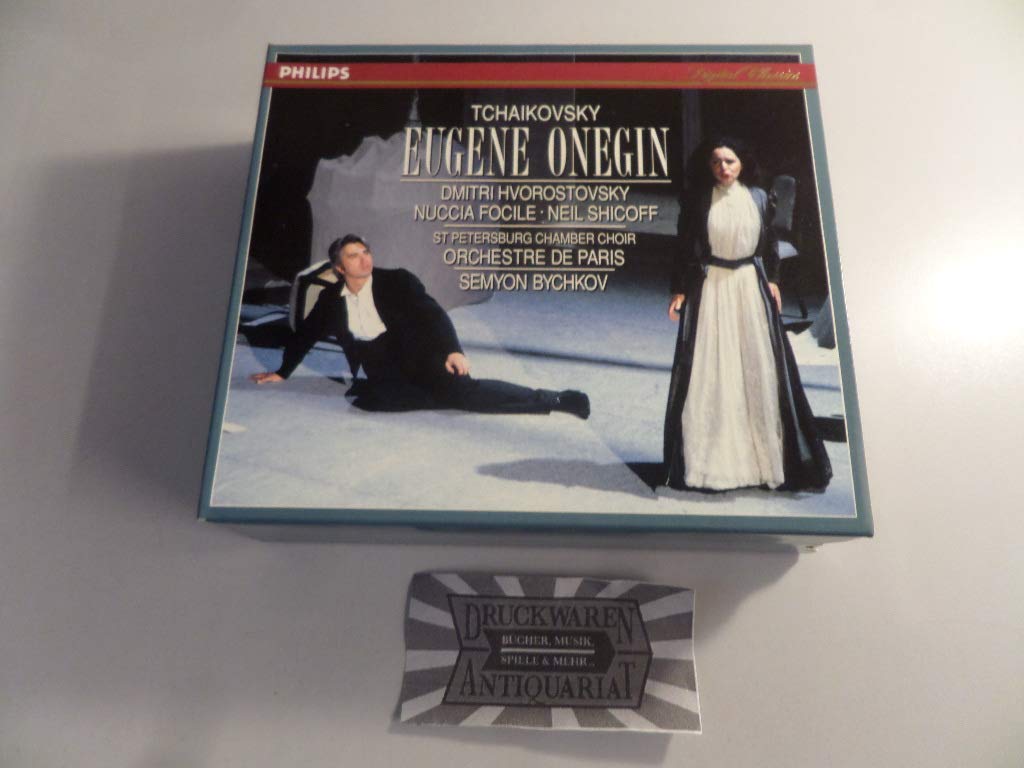 PHILIPS
Digital Classics
TCHAIKOVSKY
EUGENE ONEGIN
DMITRI HVOROSTOVSKY
NUCCIA FOCILE · NEIL SHICOFF
ST PETERSBURG CHAMBER CHOIR
ORCHESTRE DE PARIS
SEMYON BYCHKOV
DRUCKWAREN
BÜCHER, MUSIK,
SPIELE & MEHR...
ANTIQUARIAT